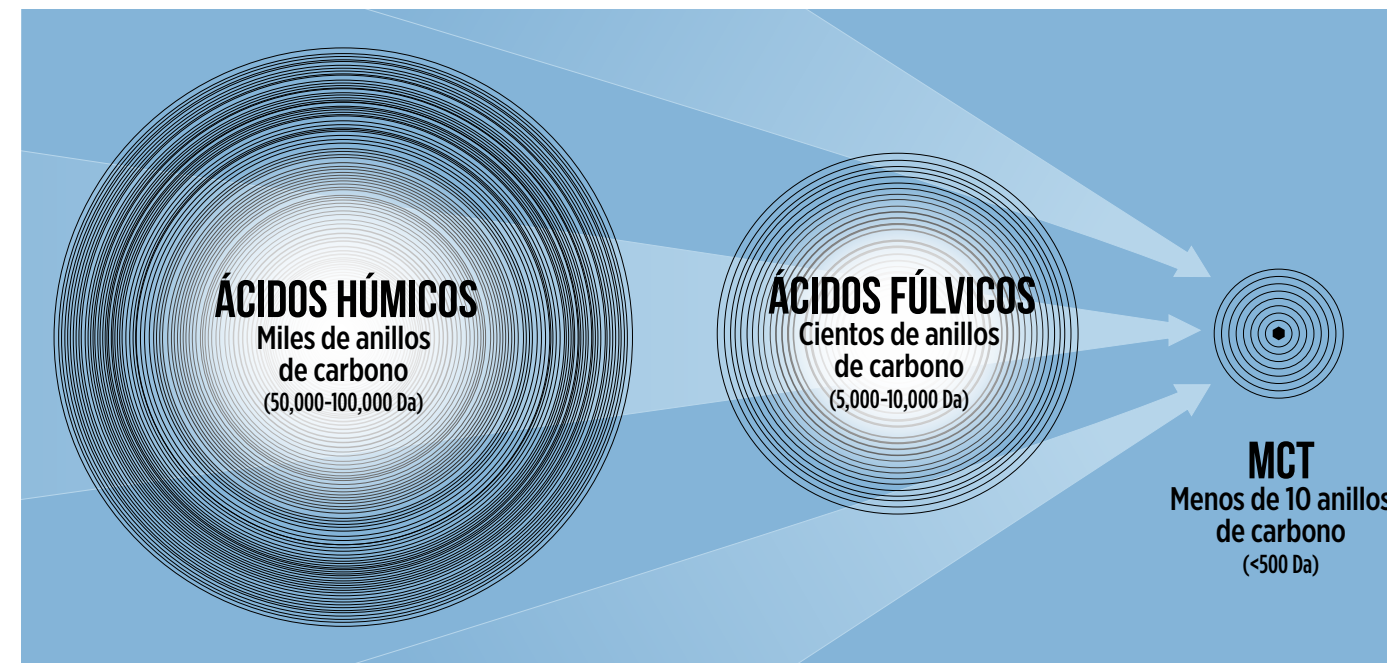 ÁCIDOS HÚMICOS
Miles de anillos
de carbono
(50,000-100,000 Da)
ÁCIDOS FÚLVICOS
Cientos de anillos
de carbono
(5,000-10,000 Da)
MCT
Menos de 10 anillos
de carbono
(<500 Da)